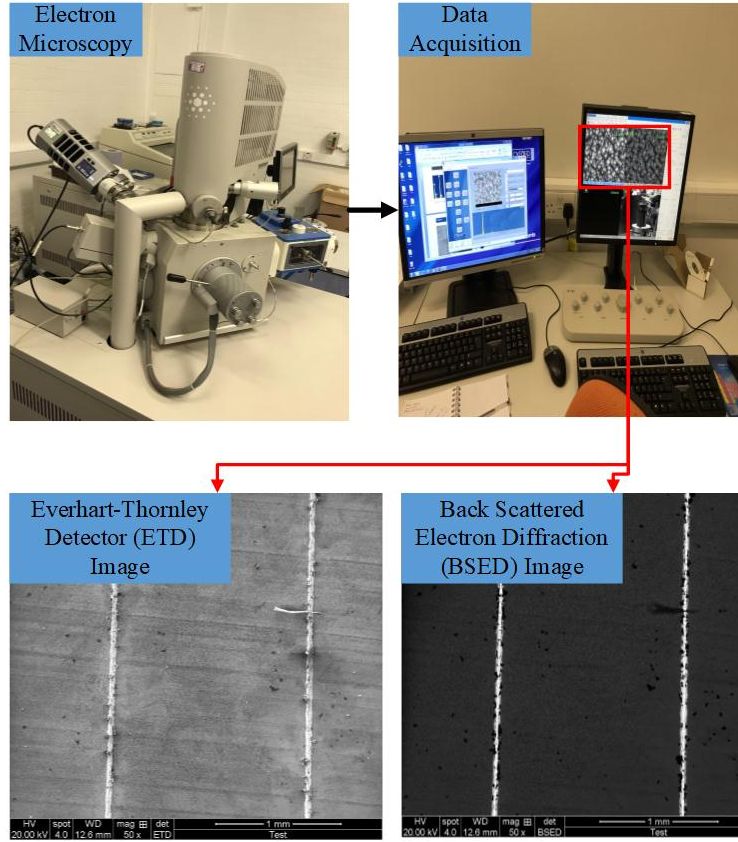 Electron
Microscopy
Data
Acquisition
Everhart-Thornley
Detector (ETD)
Image
Back Scattered
Electron Diffraction
(BSED) Image
HV spot WD mag ⊞ det 1 mm
20.00 kV 4.0 12.6 mm 50 x ETD Test
HV spot WD mag ⊞ det 1 mm
20.00 kV 4.0 12.6 mm 50 x BSED Test